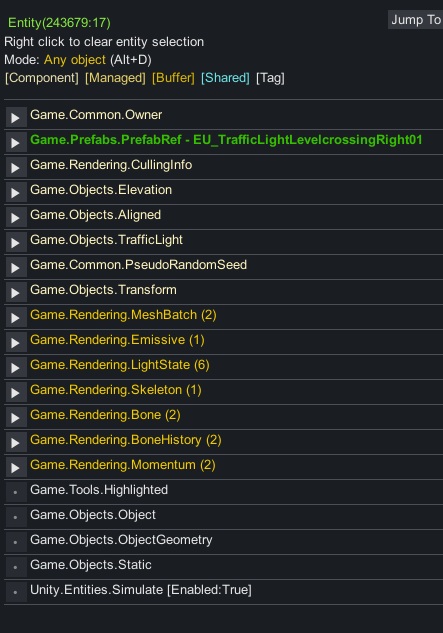 Entity(243679:17)
Jump To
Right click to clear entity selection
Mode: Any object (Alt+D)
[Component] [Managed] [Buffer] [Shared] [Tag]
Game.Common.Owner
Game.Prefabs.PrefabRef - EU_TrafficLightLevelcrossingRight01
Game.Rendering.CullingInfo
Game.Objects.Elevation
Game.Objects.Aligned
Game.Objects.TrafficLight
Game.Common.PseudoRandomSeed
Game.Objects.Transform
Game.Rendering.MeshBatch (2)
Game.Rendering.Emissive (1)
Game.Rendering.LightState (6)
Game.Rendering.Skeleton (1)
Game.Rendering.Bone (2)
Game.Rendering.BoneHistory (2)
Game.Rendering.Momentum (2)
Game.Tools.Highlighted
Game.Objects.Object
Game.Objects.ObjectGeometry
Game.Objects.Static
Unity.Entities.Simulate [Enabled:True]